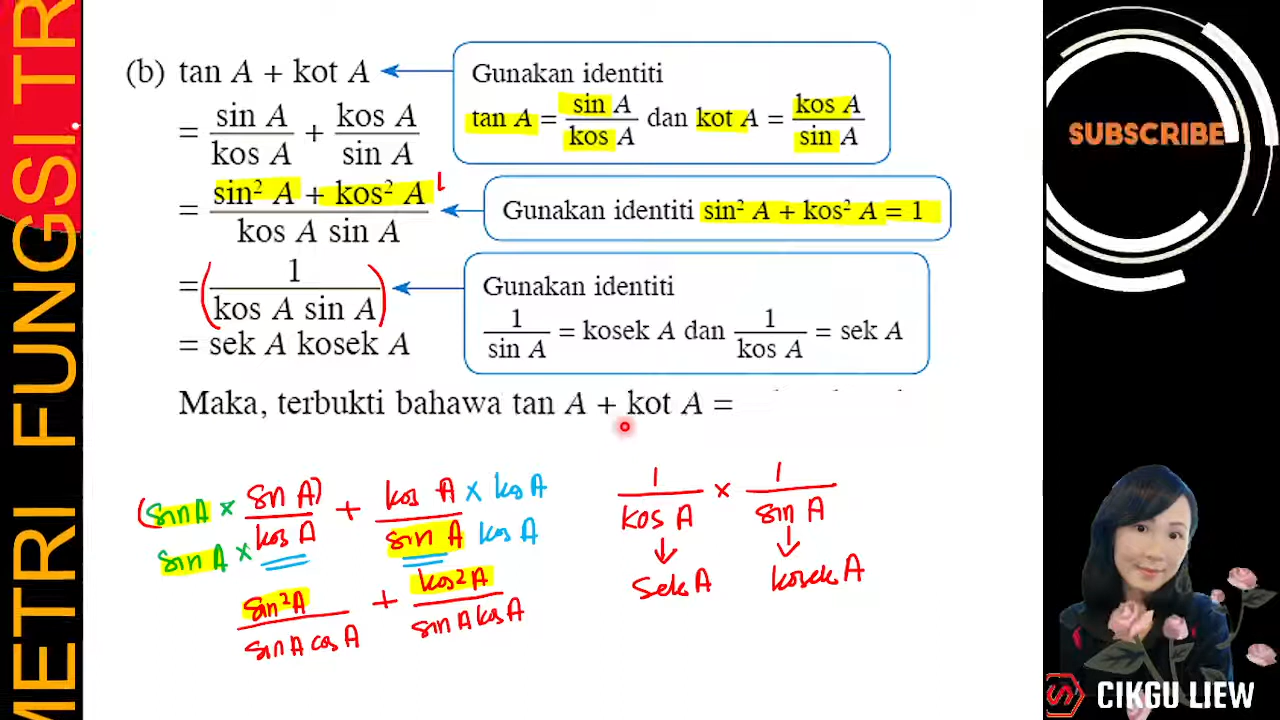 METRI FUNGSI.TR
(b) tan A + kot A
= sin A / kos A + kos A / sin A
= sin² A + kos² A / kos A sin A
1
= ( 1 / kos A sin A )
= sek A kosek A
Maka, terbukti bahawa tan A + kot A =
Gunakan identiti
tan A = sin A / kos A dan kot A = kos A / sin A
Gunakan identiti sin² A + kos² A = 1
Gunakan identiti
1 / sin A = kosek A dan 1 / kos A = sek A
(sin A × sin A) / sin A × kos A + kos A × kos A / sin A kos A
sin²A / sin A cos A + kos²A / sin A kos A
1 / kos A × 1 / sin A
sek A kosek A
SUBSCRIBE
CIKGU LIEW